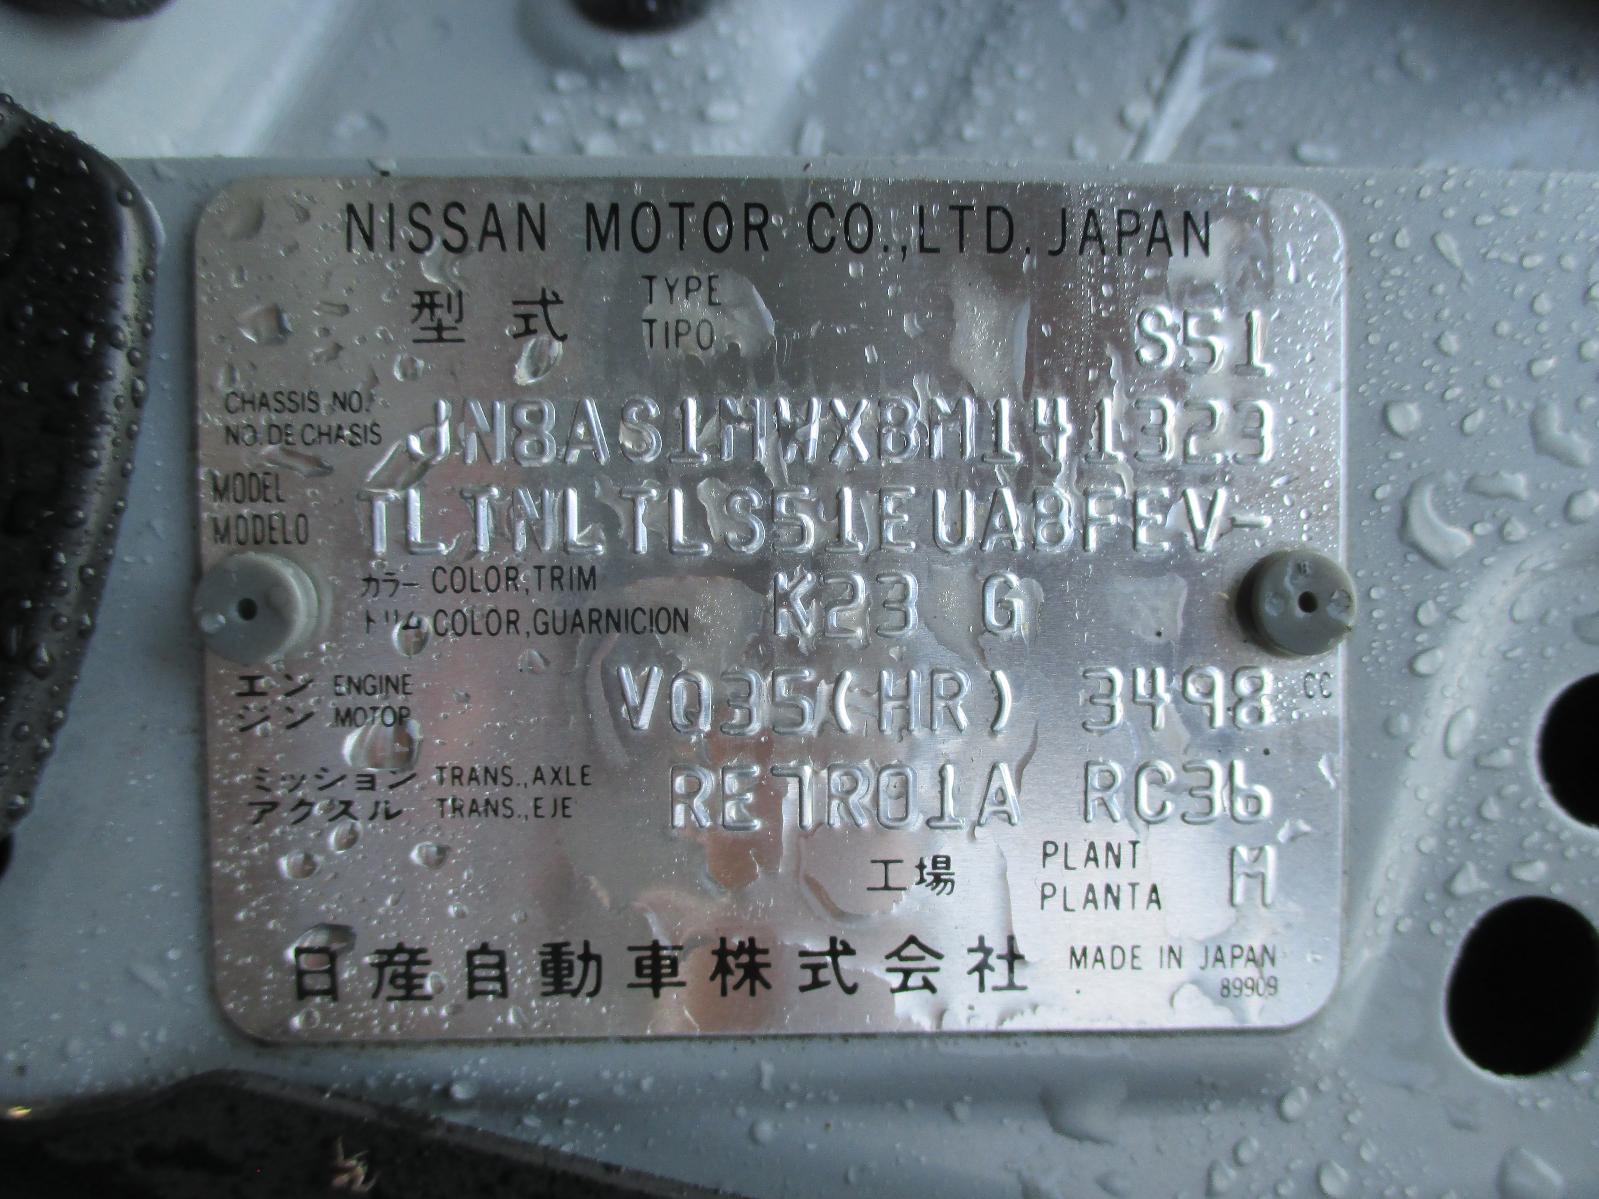 NISSAN MOTOR CO.,LTD. JAPAN
型式 TYPE TIPO S51
CHASSIS NO. NO. DE CHASIS JN8AS1MWXBM141323
MODEL MODELO TLTNLTLS51EUA8FEV-
カラー COLOR,TRIM
トリム COLOR,GUARNICION K23 G
エンジン ENGINE MOTOR VQ35(HR) 3498 CC
ミッション TRANS.,AXLE
アクスル TRANS.,EJE RE7R01A RC36
工場 PLANT PLANTA M
日産自動車株式会社 MADE IN JAPAN
89909